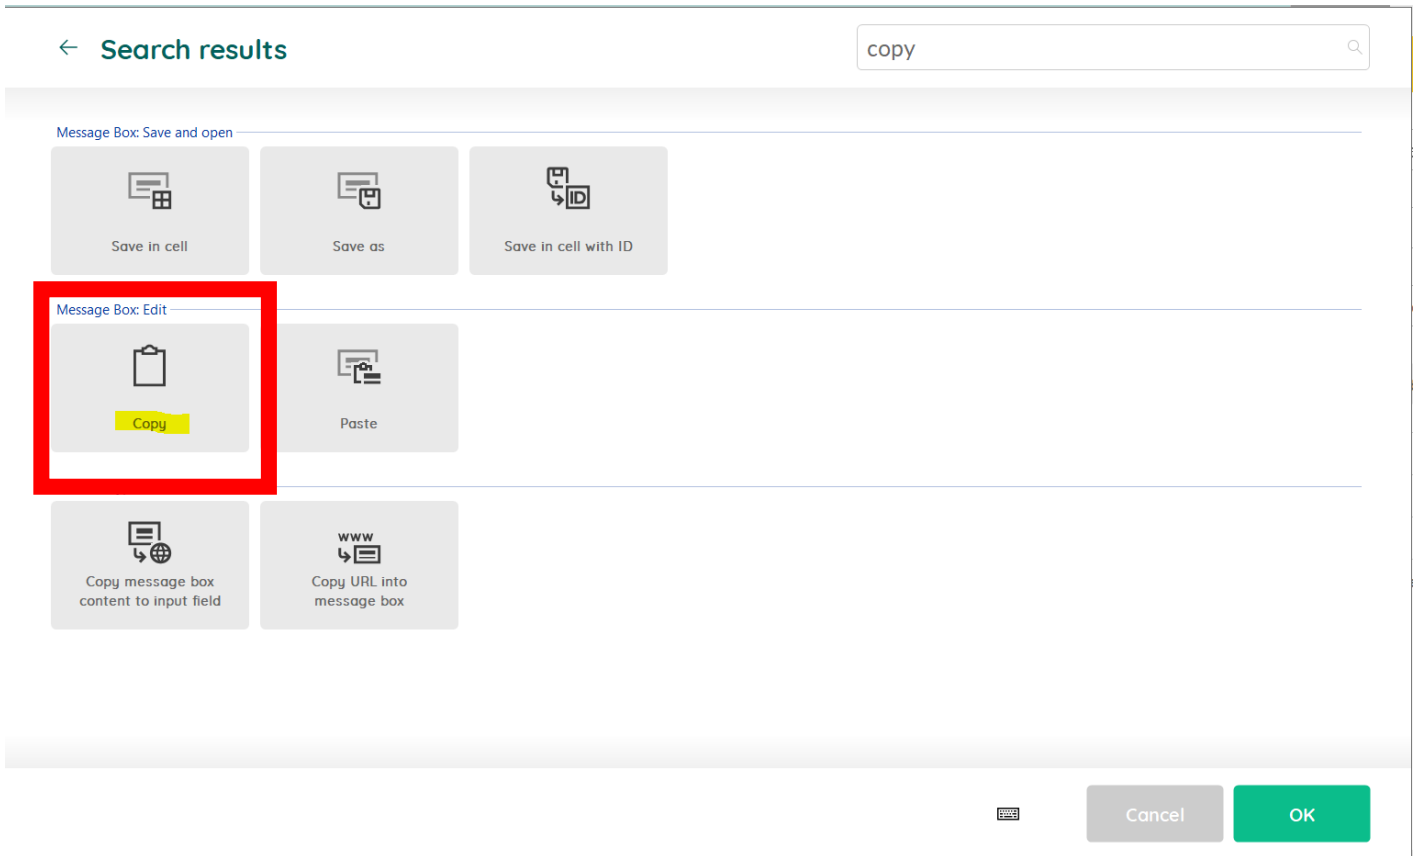 Search results
copy
Message Box: Save and open
Save in cell
Save as
ID
Save in cell with ID
Message Box: Edit
Copy
Paste
www
Copy message box
content to input field
Copy URL into
message box
Cancel
OK